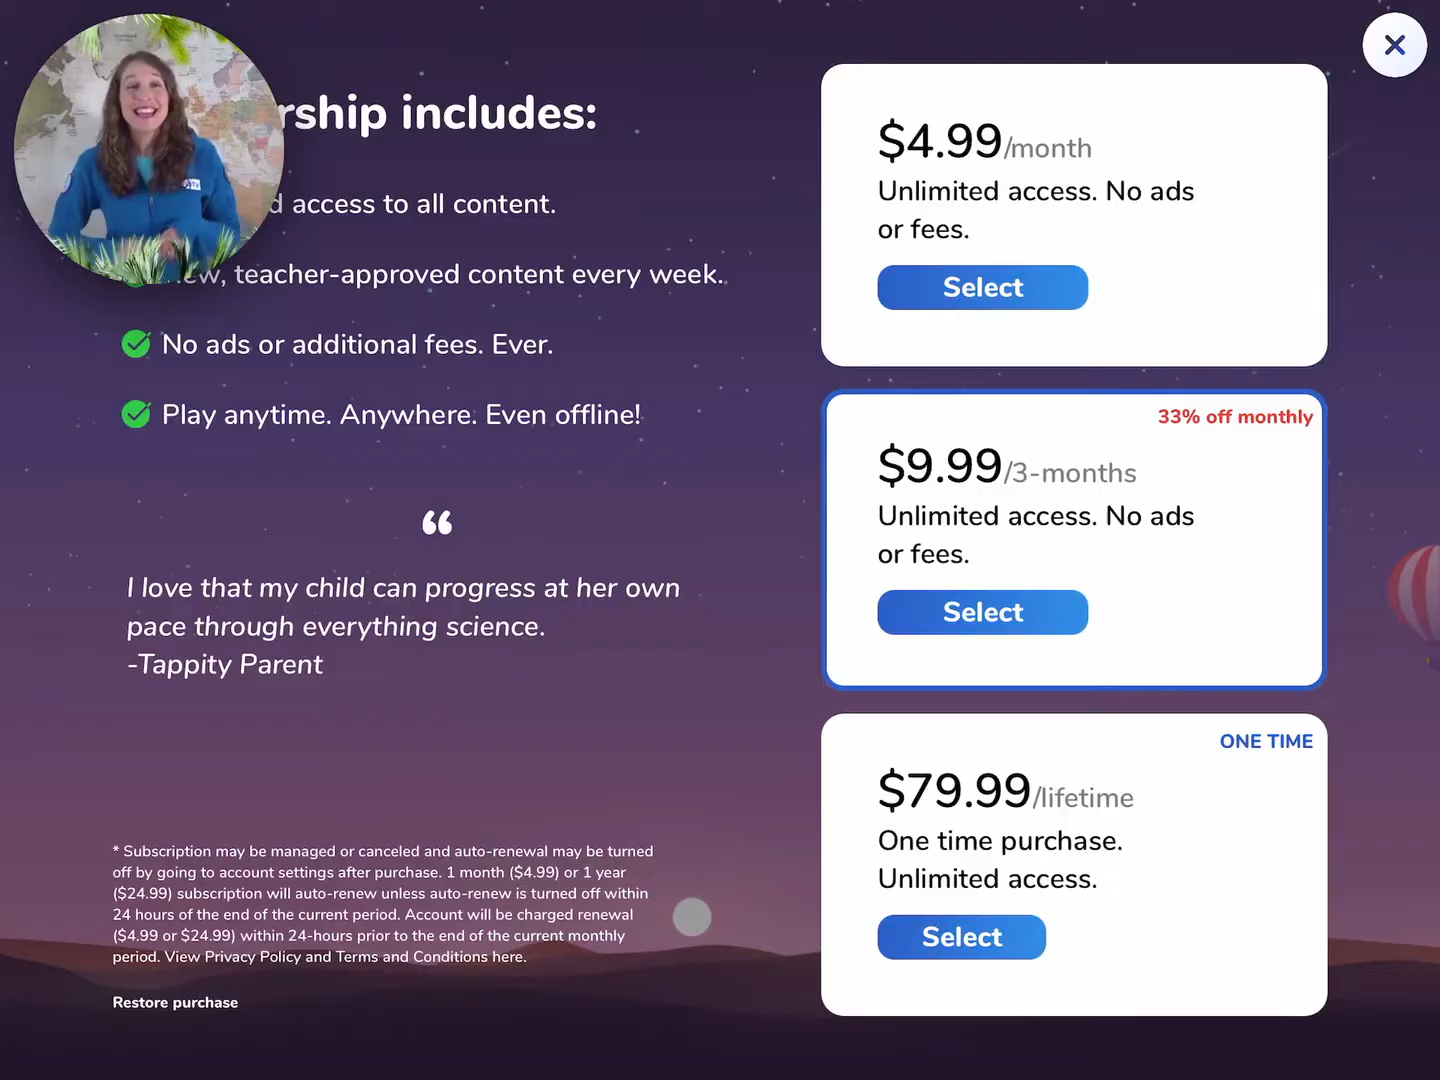 rship includes:
d access to all content.
ew, teacher-approved content every week.
No ads or additional fees. Ever.
Play anytime. Anywhere. Even offline!
“
I love that my child can progress at her own
pace through everything science.
-Tappity Parent
* Subscription may be managed or canceled and auto-renewal may be turned
off by going to account settings after purchase. 1 month ($4.99) or 1 year
($24.99) subscription will auto-renew unless auto-renew is turned off within
24 hours of the end of the current period. Account will be charged renewal
($4.99 or $24.99) within 24-hours prior to the end of the current monthly
period. View Privacy Policy and Terms and Conditions here.
Restore purchase
$4.99/month
Unlimited access. No ads
or fees.
Select
33% off monthly
$9.99/3-months
Unlimited access. No ads
or fees.
Select
ONE TIME
$79.99/lifetime
One time purchase.
Unlimited access.
Select